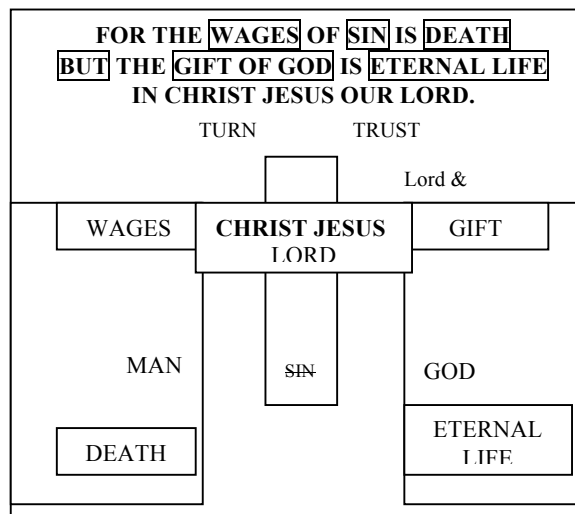 FOR THE WAGES OF SIN IS DEATH
BUT THE GIFT OF GOD IS ETERNAL LIFE
IN CHRIST JESUS OUR LORD.
TURN TRUST
Lord &
WAGES CHRIST JESUS GIFT
LORD
MAN SIN GOD
DEATH ETERNAL
LIFE